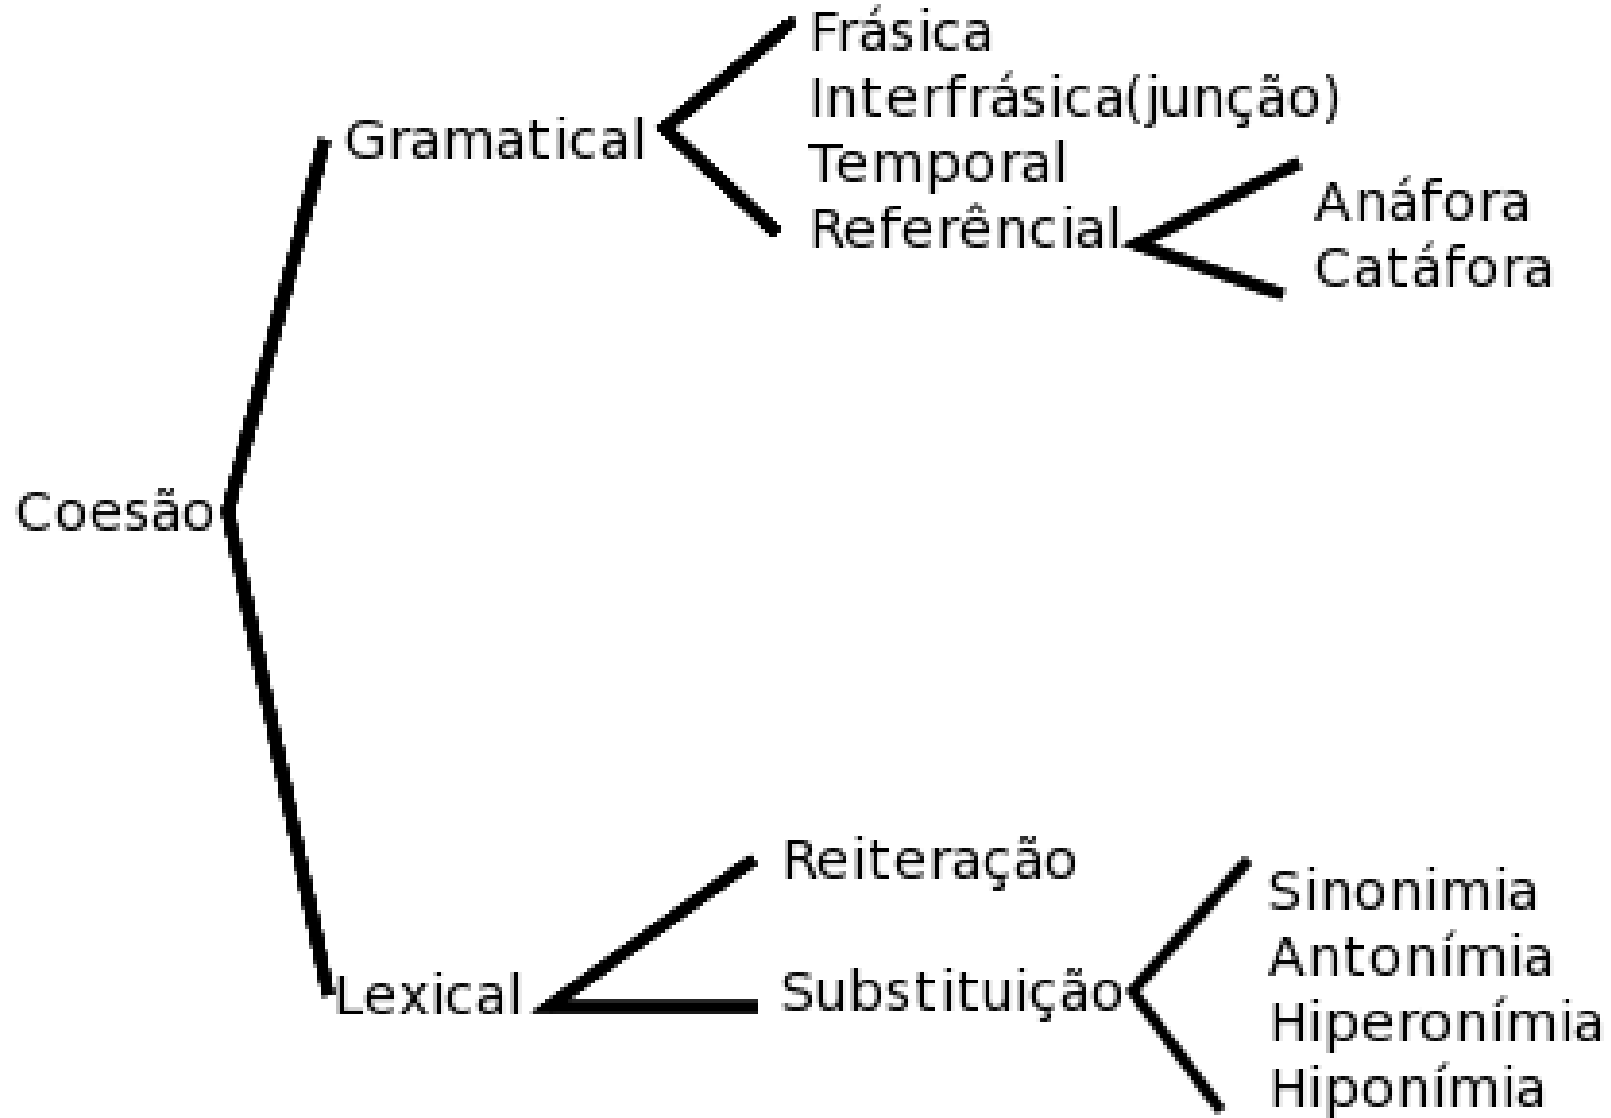 Frásica
Interfrásica(junção)
Gramatical
Temporal
Referêncial
Anáfora
Catáfora
Coesão
Reiteração
Lexical
Substituição
Sinonimia
Antonímia
Hiperonímia
Hiponímia